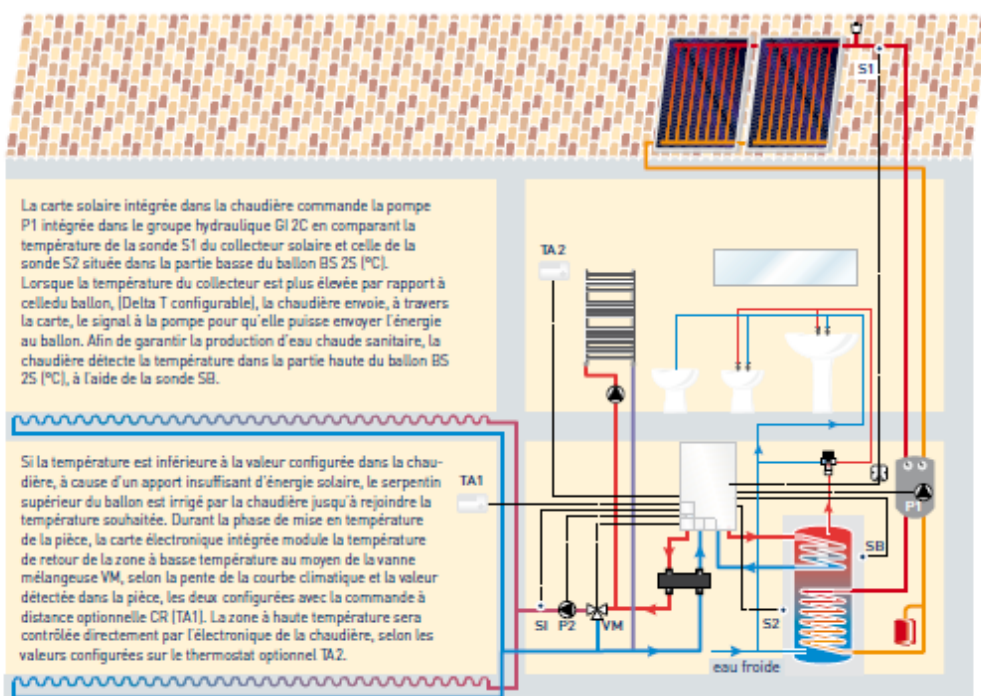 S1
La carte solaire intégrée dans la chaudière commande la pompe
P1 intégrée dans le groupe hydraulique GI 2C en comparant la
température de la sonde S1 du collecteur solaire et celle de la
sonde S2 située dans la partie basse du ballon BS 2S (°C).
Lorsque la température du collecteur est plus élevée par rapport à
celledu ballon, (Delta T configurable), la chaudière envoie, à travers
la carte, le signal à la pompe pour qu'elle puisse envoyer l'énergie
au ballon. Afin de garantir la production d'eau chaude sanitaire, la
chaudière détecte la température dans la partie haute du ballon BS
2S (°C), à l'aide de la sonde SB.
TA2
Si la température est inférieure à la valeur configurée dans la chau-
dière, à cause d'un apport insuffisant d'énergie solaire, le serpentin
supérieur du ballon est irrigé par la chaudière jusqu'à rejoindre la
température souhaitée. Durant la phase de mise en température
de la pièce, la carte électronique intégrée module la température
de retour de la zone à basse température au moyen de la vanne
mélangeuse VM, selon la pente de la courbe climatique et la valeur
détectée dans la pièce, les deux configurées avec la commande à
distance optionnelle CR (TA1). La zone à haute température sera
contrôlée directement par l'électronique de la chaudière, selon les
valeurs configurées sur le thermostat optionnel TA2.
TA1
P1
SB
SI
P2
VM
S2
eau froide